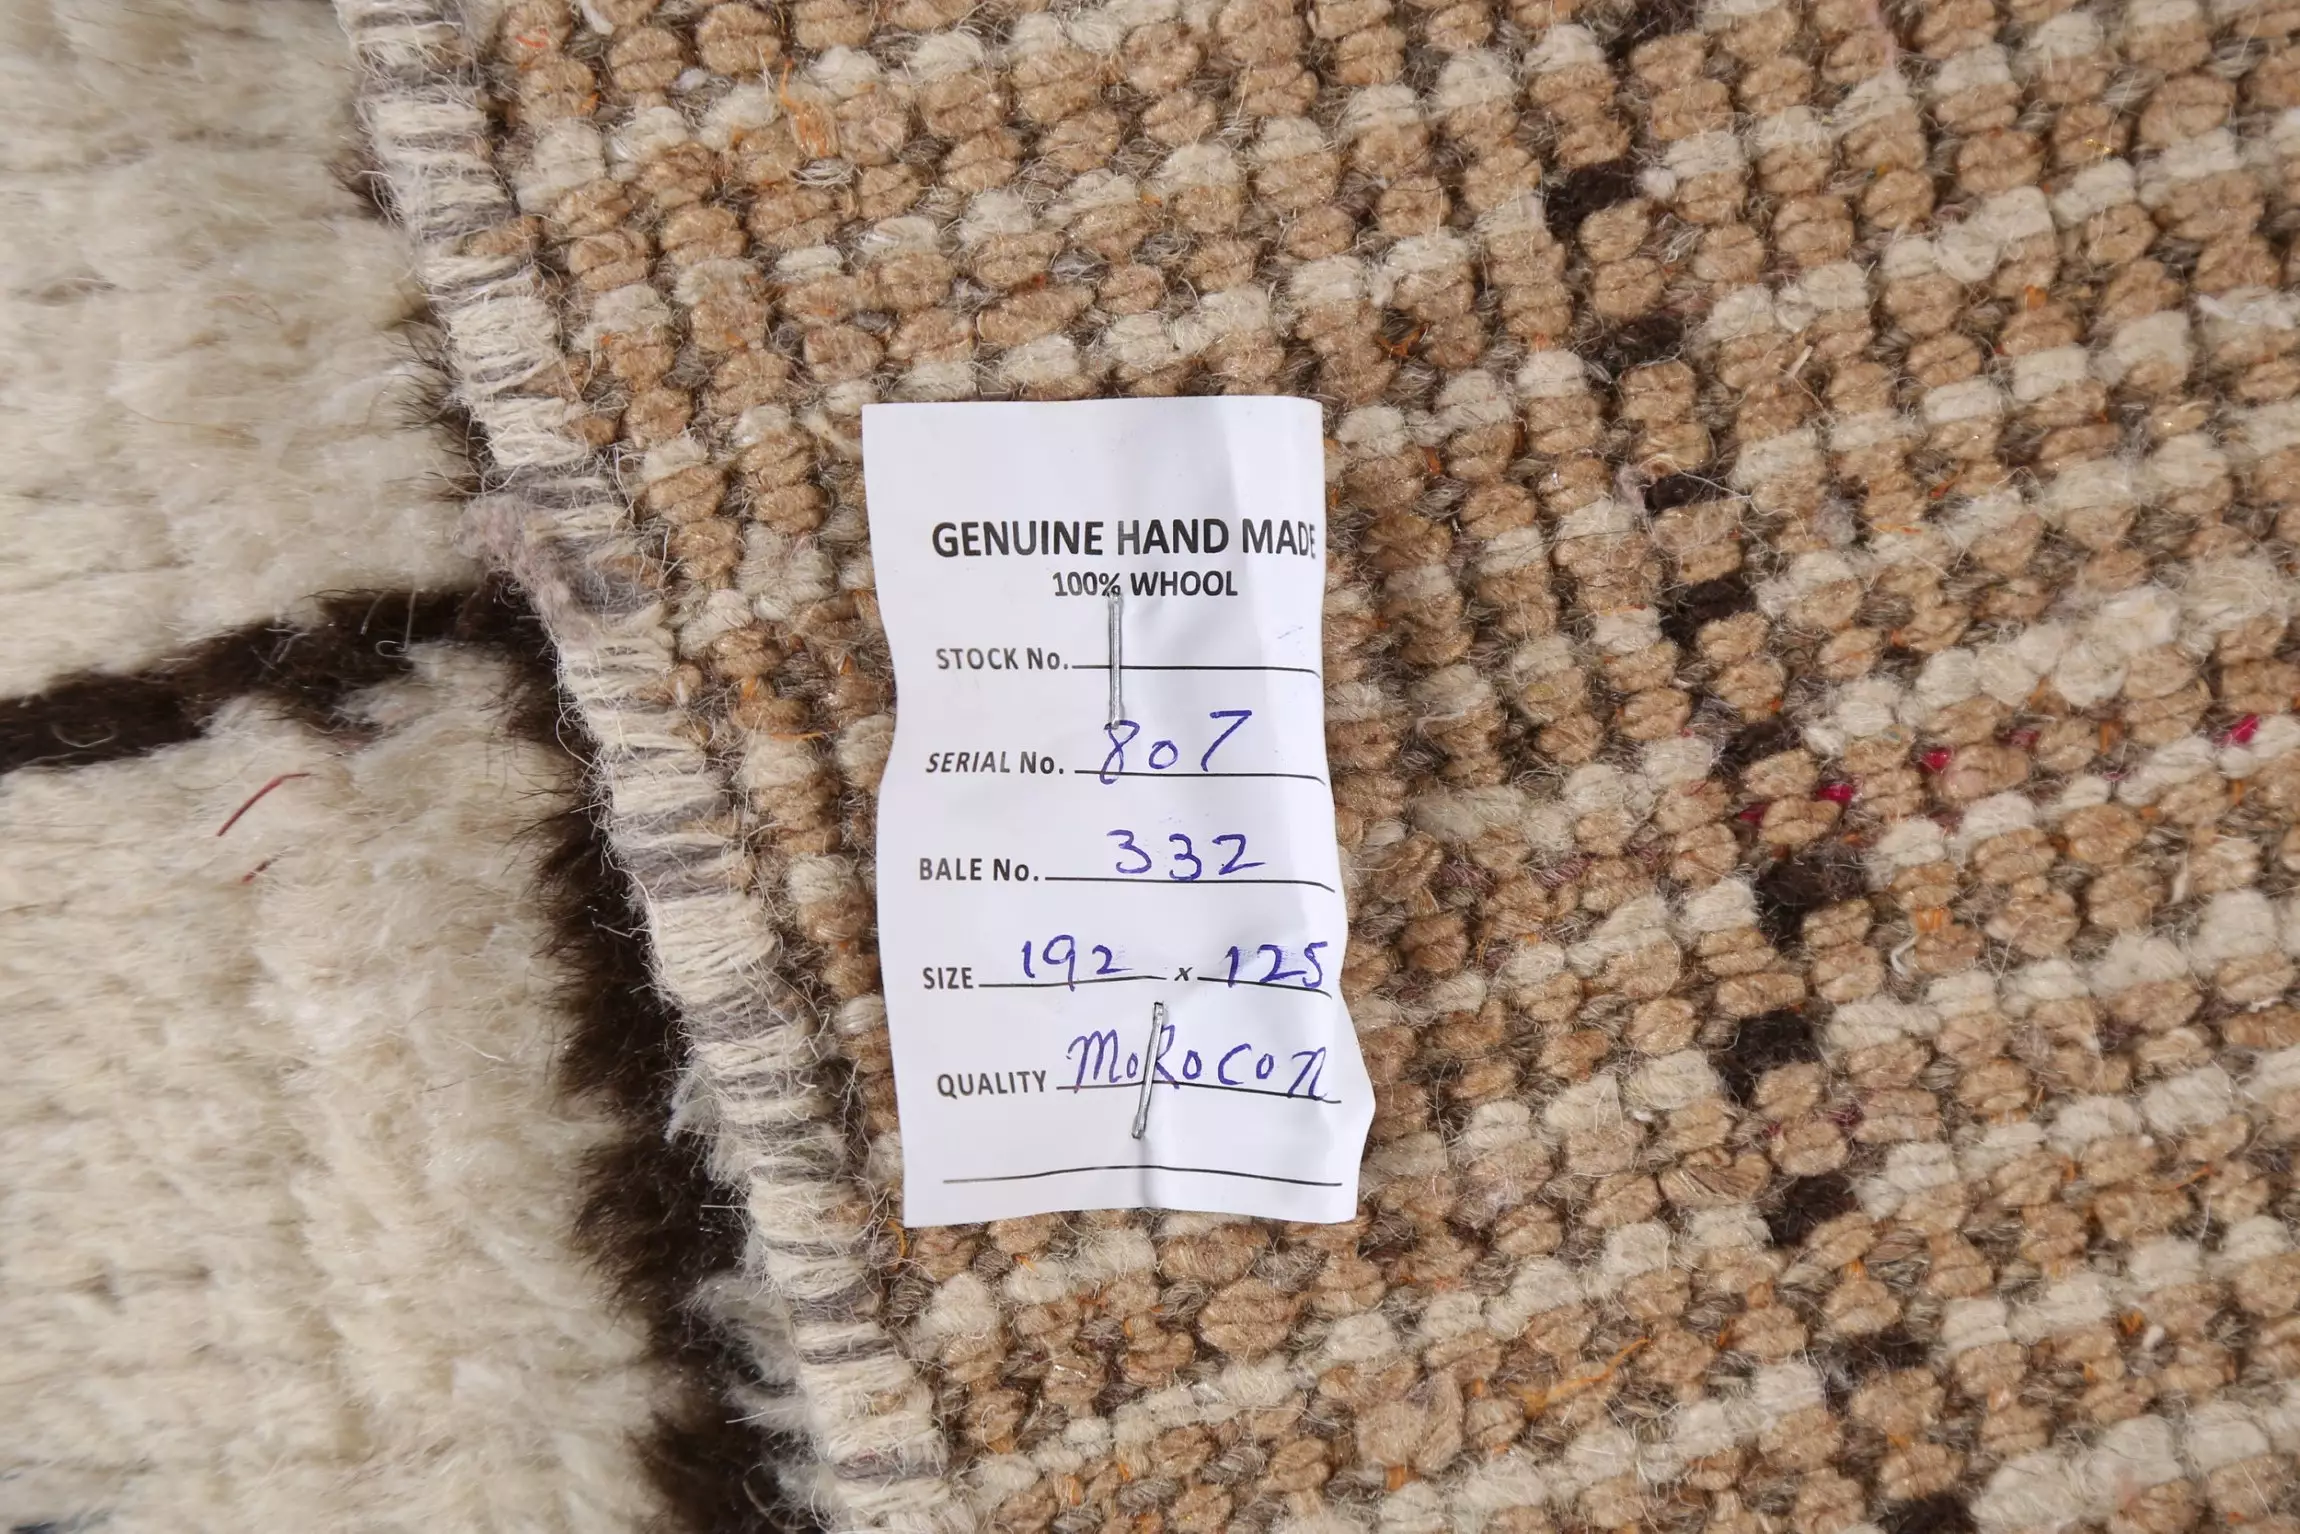 GENUINE HAND MADE
100% WHOOL
STOCK No.
SERIAL No. 807
BALE No. 332
SIZE 192 x 125
QUALITY MoRocon